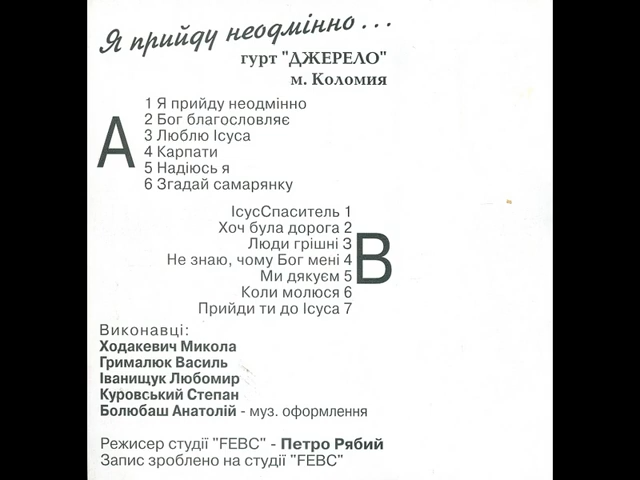 Я прийду неодмінно...
гурт "ДЖЕРЕЛО"
м. Коломия
A
1 Я прийду неодмінно
2 Бог благословляє
3 Люблю Ісуса
4 Карпати
5 Надіюсь я
6 Згадай самарянку
ІсусСпаситель 1
Хоч була дорога 2
Люди грішні 3
Не знаю, чому Бог мені 4
Ми дякуєм 5
Коли молюся 6
Прийди ти до Ісуса 7
B
Виконавці:
Ходакевич Микола
Грималюк Василь
Іванищук Любомир
Куровський Степан
Болюбаш Анатолій - муз. оформлення
Режисер студії "FEBC" - Петро Рябий
Запис зроблено на студії "FEBC"